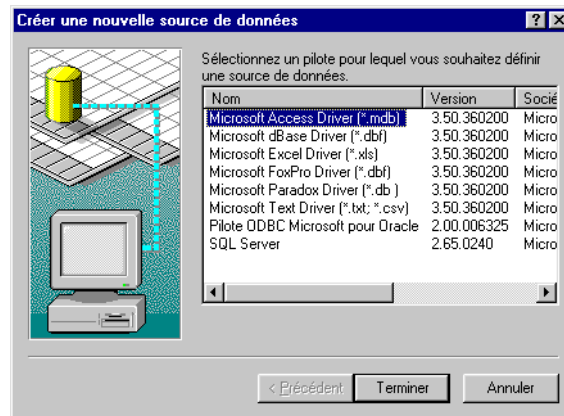 Créer une nouvelle source de données
Sélectionnez un pilote pour lequel vous souhaitez définir
une source de données.
Nom Version Socié
Microsoft Access Driver (*.mdb) 3.50.360200 Micro
Microsoft dBase Driver (*.dbf) 3.50.360200 Micro
Microsoft Excel Driver (*.xls) 3.50.360200 Micro
Microsoft FoxPro Driver (*.dbf) 3.50.360200 Micro
Microsoft Paradox Driver (*.db ) 3.50.360200 Micro
Microsoft Text Driver (*.txt; *.csv) 3.50.360200 Micro
Pilote ODBC Microsoft pour Oracle 2.00.006325 Micro
SQL Server 2.65.0240 Micro
< Précédent Terminer Annuler